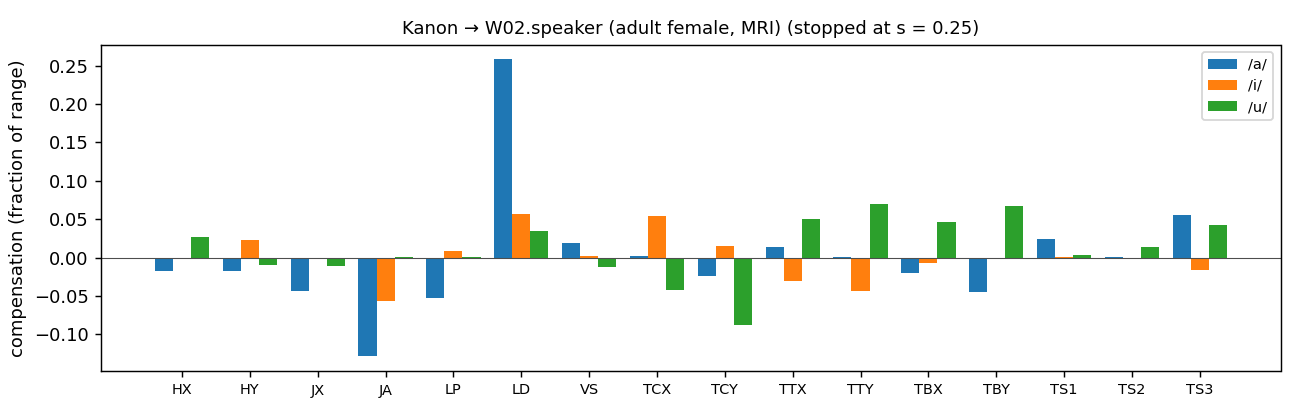 Kanon → W02.speaker (adult female, MRI) (stopped at s = 0.25)
compensation (fraction of range)
0.25
0.20
0.15
0.10
0.05
0.00
−0.05
−0.10
/a/
/i/
/u/
HX HY JX JA LP LD VS TCX TCY TTX TTY TBX TBY TS1 TS2 TS3